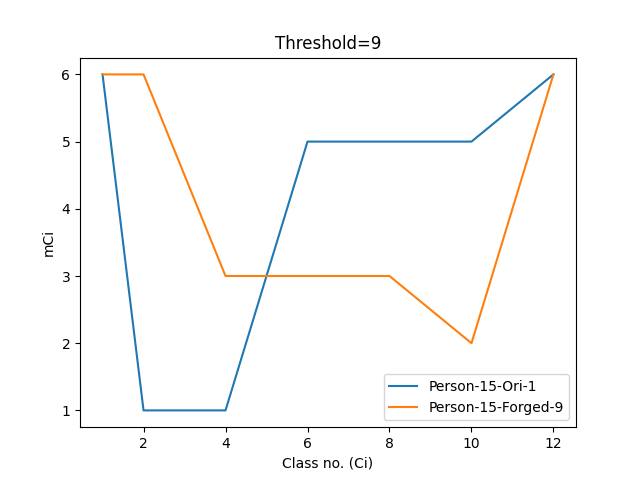 Threshold=9
6
5
4
3
2
1
mCi
2 4 6 8 10 12
Class no. (Ci)
Person-15-Ori-1
Person-15-Forged-9